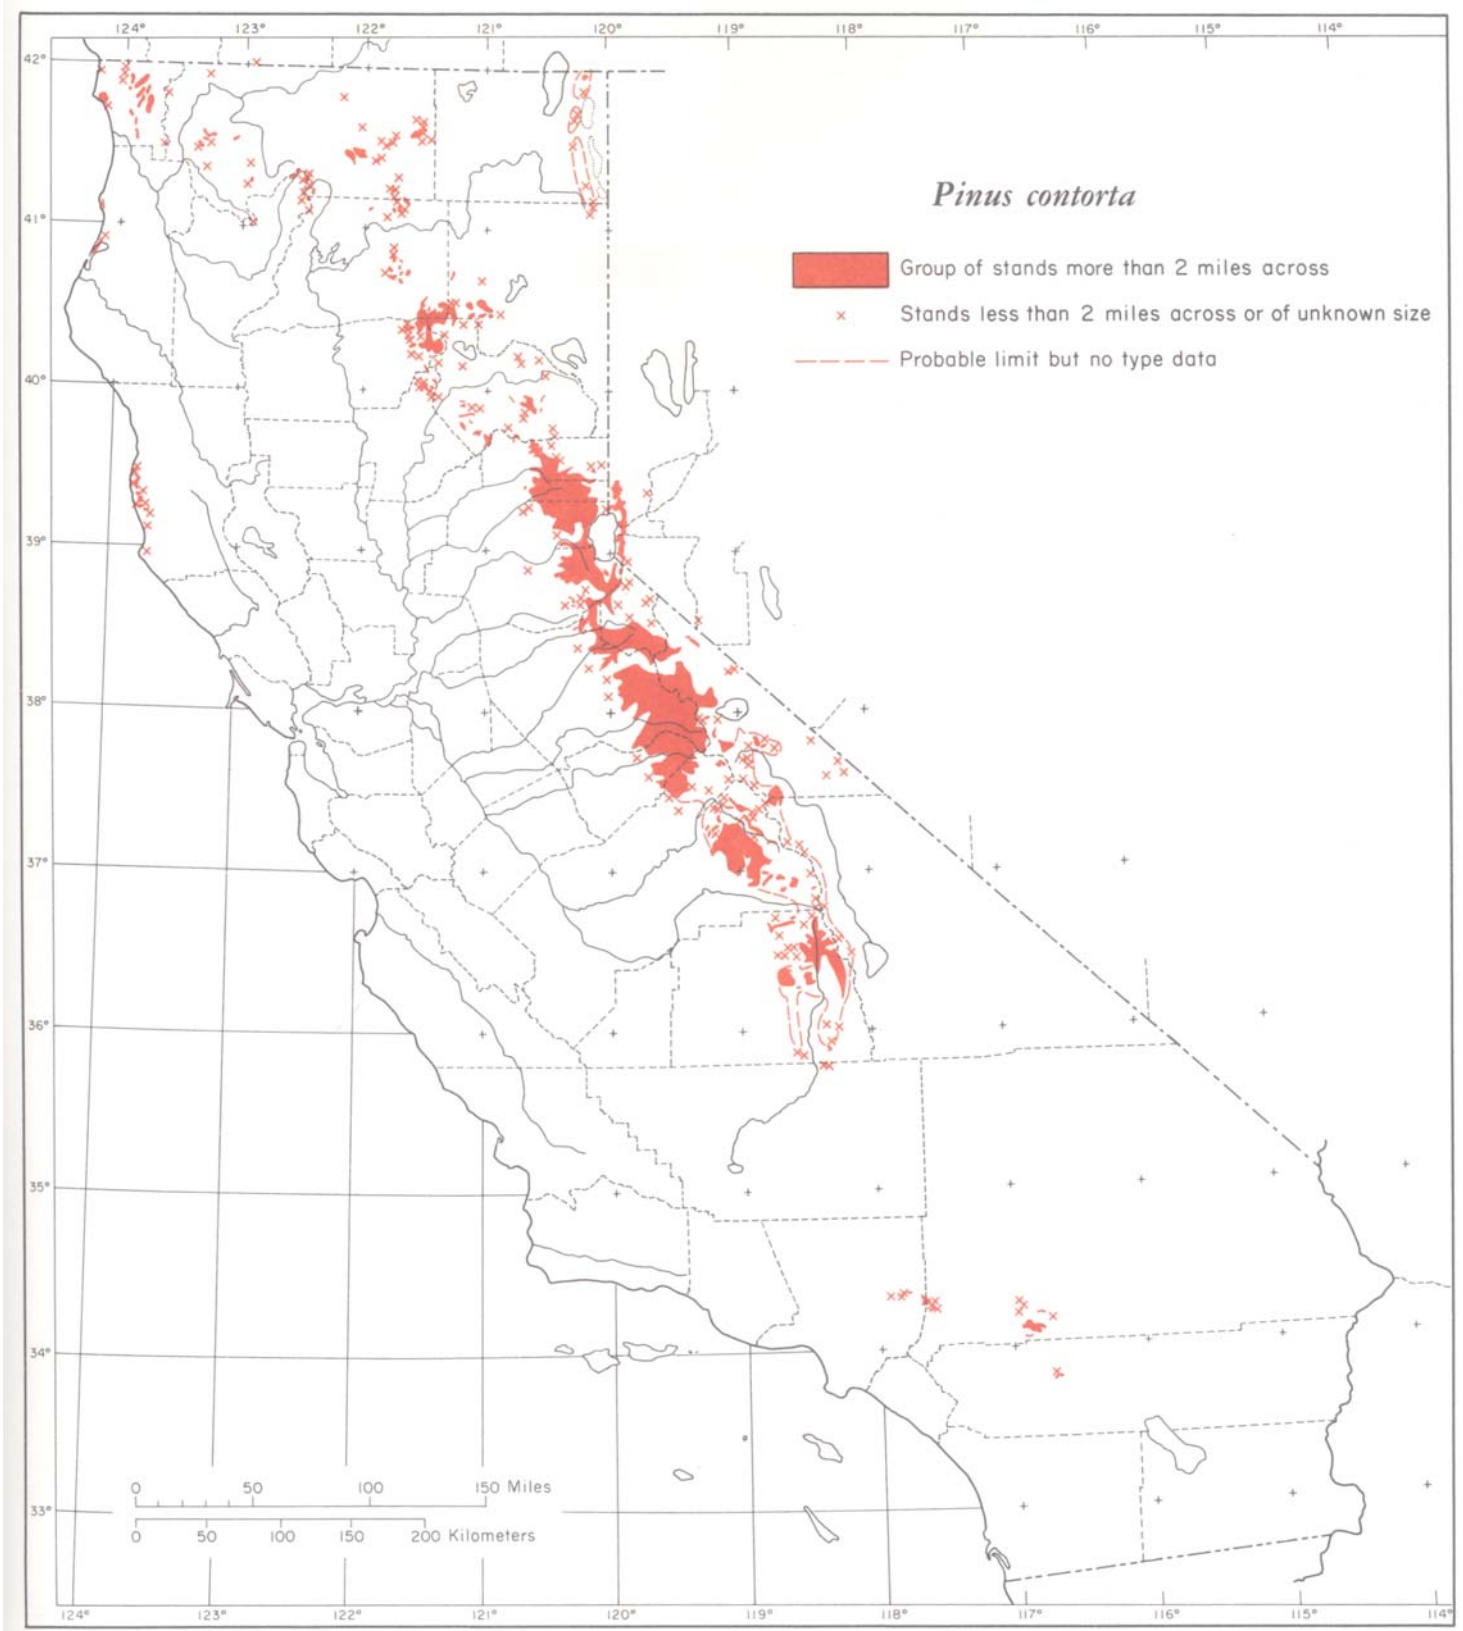 124° 123° 122° 121° 120° 119° 118° 117° 116° 115° 114°
42°
41°
40°
39°
38°
37°
36°
35°
34°
33°
Pinus contorta
Group of stands more than 2 miles across
Stands less than 2 miles across or of unknown size
Probable limit but no type data
0 50 100 150 Miles
0 50 100 150 200 Kilometers
124° 123° 122° 121° 120° 119° 118° 117° 116° 115° 114°